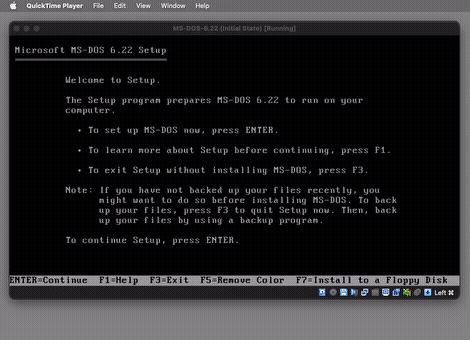 QuickTime Player File Edit View Window Help
MS-DOS-6.22 (Initial State) [Running]
Microsoft MS-DOS 6.22 Setup
Welcome to Setup.
The Setup program prepares MS-DOS 6.22 to run on your
computer.
• To set up MS-DOS now, press ENTER.
• To learn more about Setup before continuing, press F1.
• To exit Setup without installing MS-DOS, press F3.
Note: If you have not backed up your files recently, you
might want to do so before installing MS-DOS. To back
up your files, press F3 to quit Setup now. Then, back
up your files by using a backup program.
To continue Setup, press ENTER.
ENTER=Continue F1=Help F3=Exit F5=Remove Color F7=Install to a Floppy Disk
Left ⌘